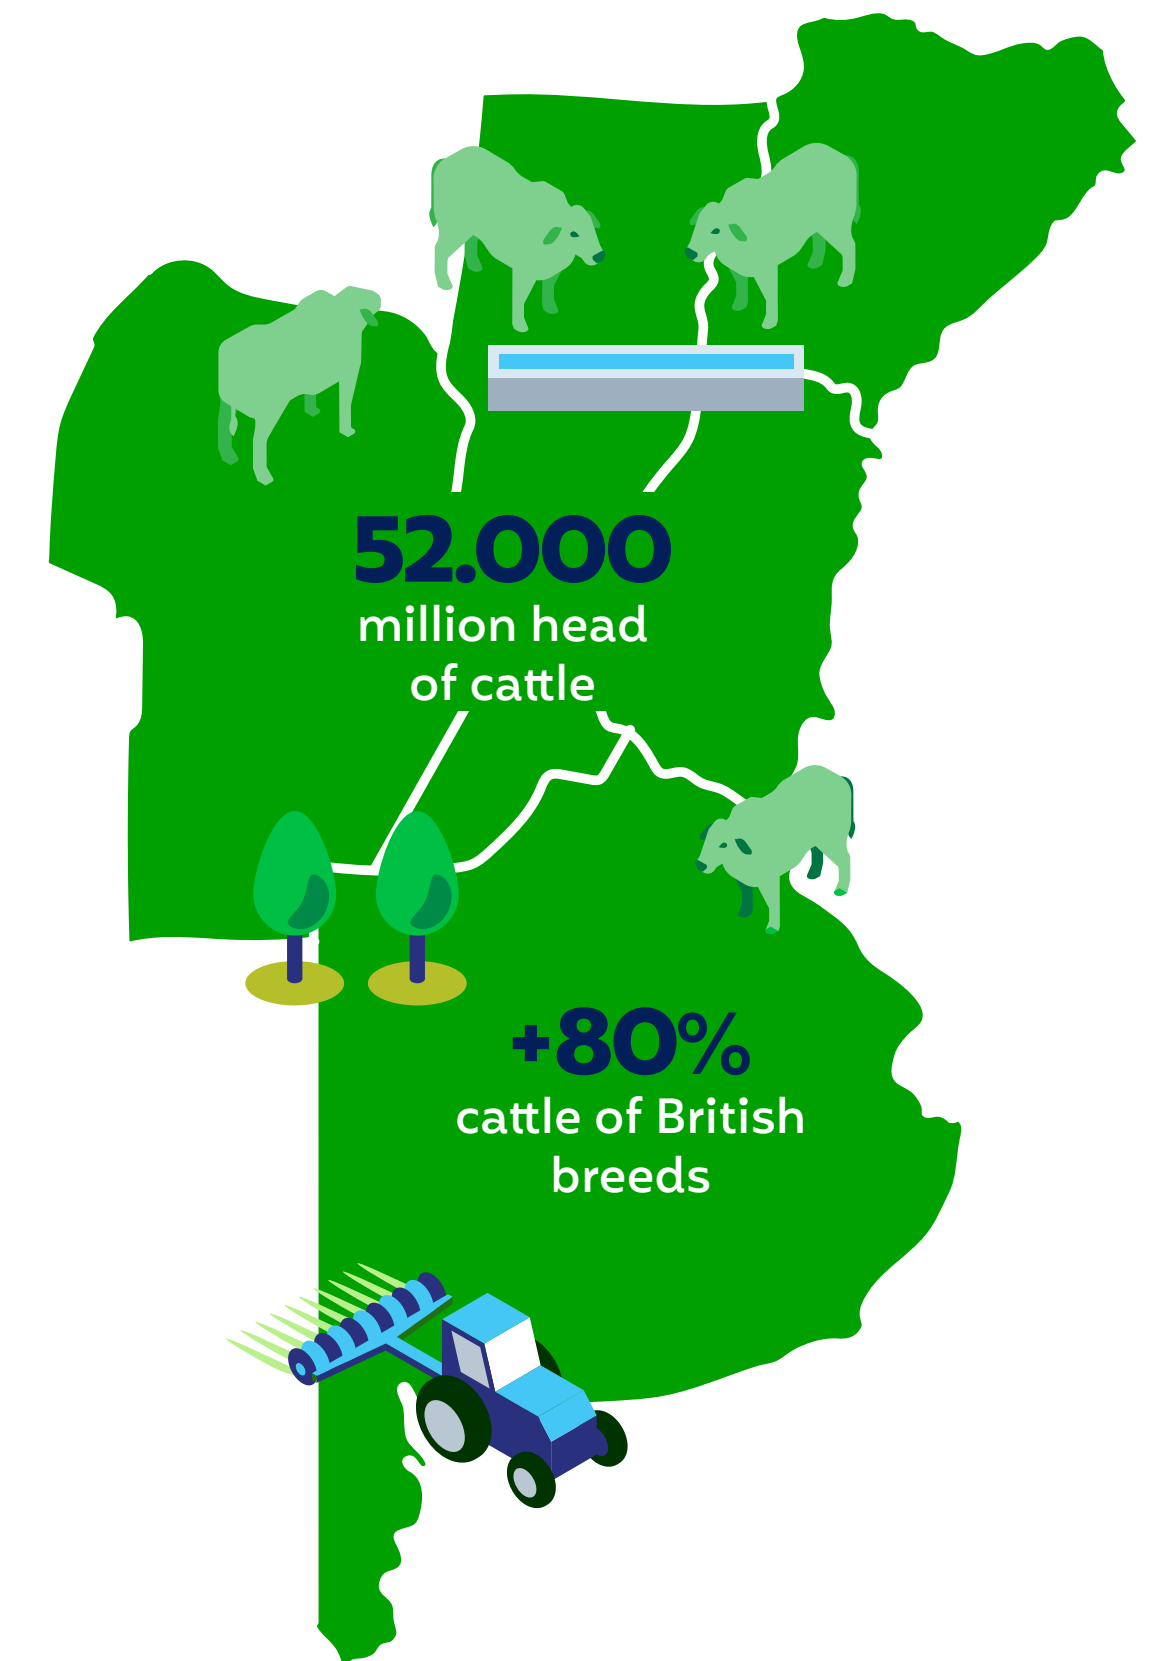 52.000
million head
of cattle
+80%
cattle of British
breeds